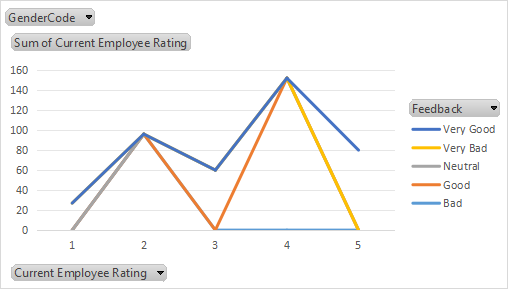 GenderCode
Sum of Current Employee Rating
160
140
120
100
80
60
40
20
0
1 2 3 4 5
Feedback
Very Good
Very Bad
Neutral
Good
Bad
Current Employee Rating